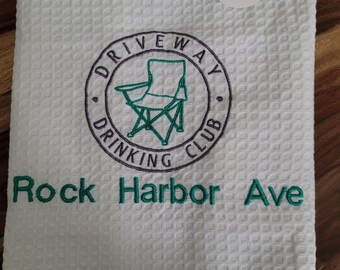 DRIVEWAY
DRINKING CLUB
Rock Harbor Ave